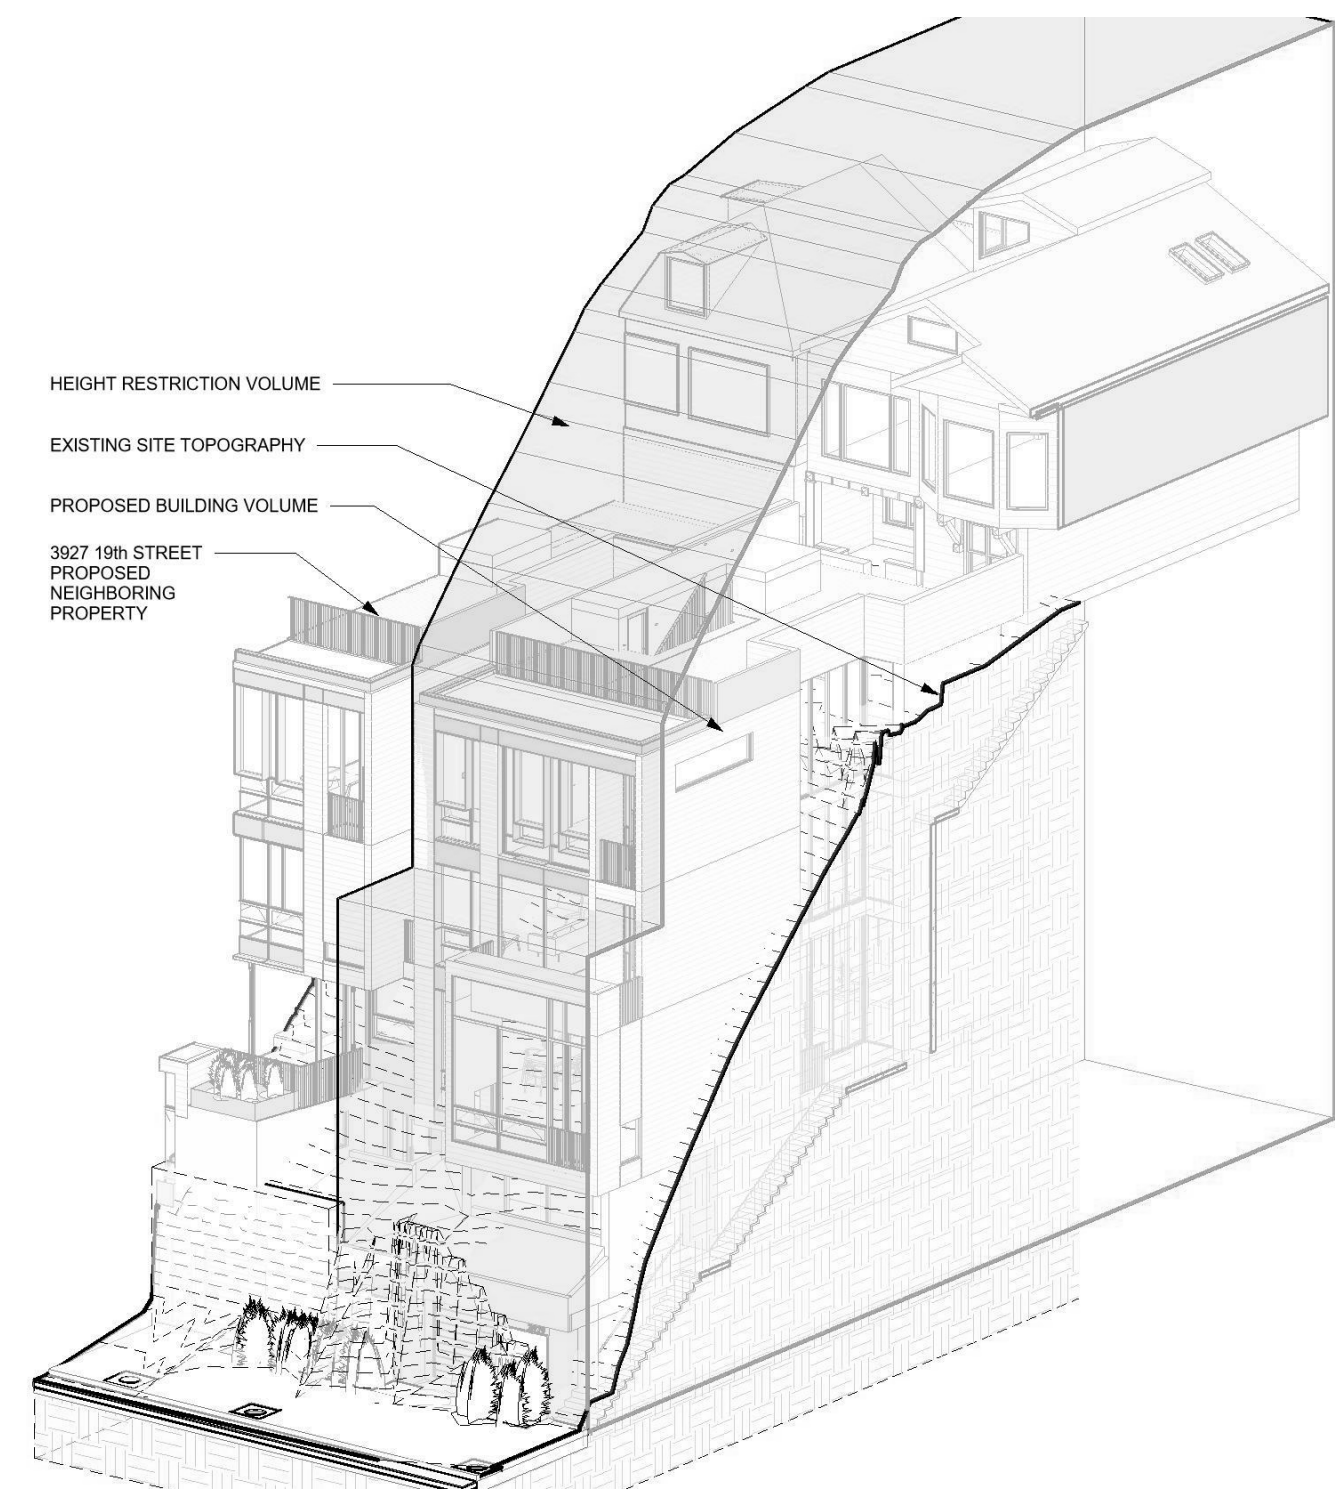 HEIGHT RESTRICTION VOLUME
EXISTING SITE TOPOGRAPHY
PROPOSED BUILDING VOLUME
3927 19th STREET
PROPOSED
NEIGHBORING
PROPERTY